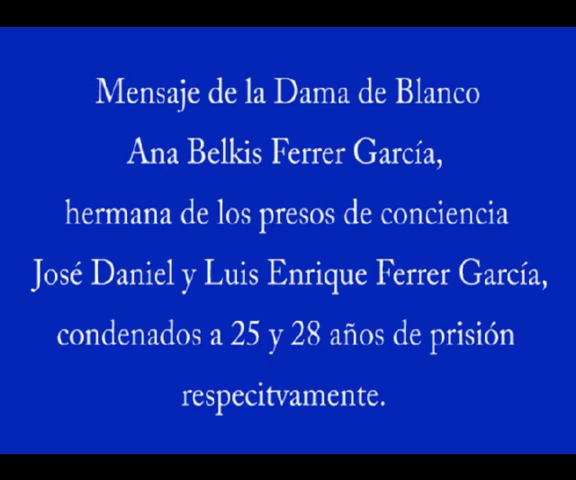 Mensaje de la Dama de Blanco
Ana Belkis Ferrer García,
hermana de los presos de conciencia
José Daniel y Luis Enrique Ferrer García,
condenados a 25 y 28 años de prisión
respecitvamente.